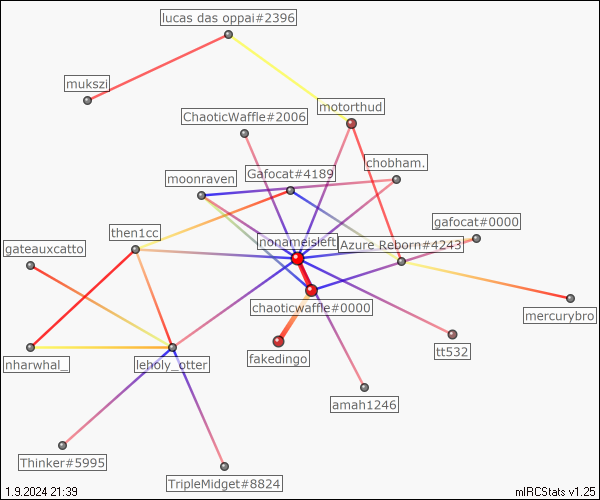 lucas das oppai#2396
mukszi
motorthud
ChaoticWaffle#2006
chobham.
Gafocat#4189
moonraven
gafocat#0000
then1cc
nonameisleft
Azure Reborn#4243
gateauxcatto
chaoticwaffle#0000
mercurybro
fakedingo
tt532
nharwhal_
leholy_otter
amah1246
Thinker#5995
TripleMidget#8824
1.9.2024 21:39
mIRCStats v1.25